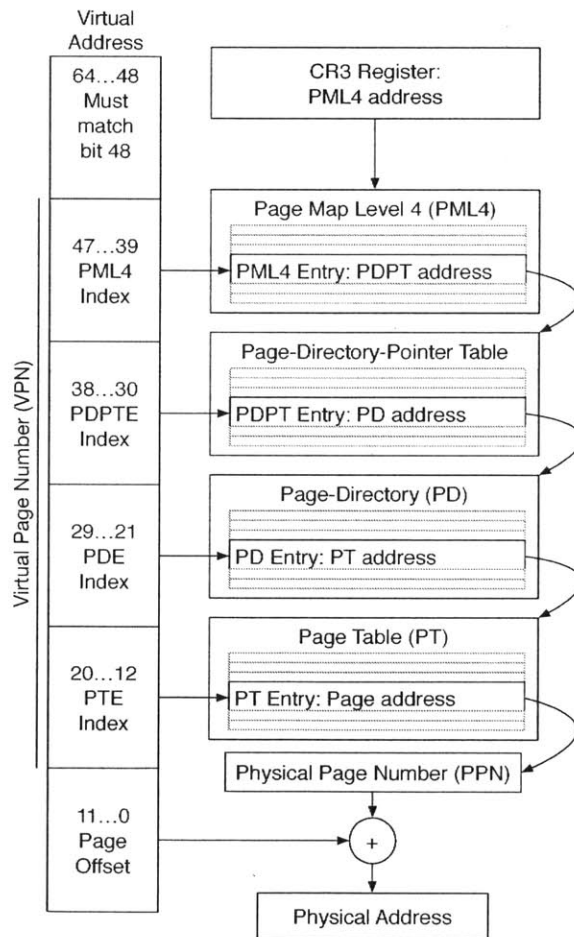 Virtual
Address
64...48
Must
match
bit 48
CR3 Register:
PML4 address
Virtual Page Number (VPN)
47...39
PML4
Index
Page Map Level 4 (PML4)
PML4 Entry: PDPT address
38...30
PDPTE
Index
Page-Directory-Pointer Table
PDPT Entry: PD address
29...21
PDE
Index
Page-Directory (PD)
PD Entry: PT address
20...12
PTE
Index
Page Table (PT)
PT Entry: Page address
Physical Page Number (PPN)
11...0
Page
Offset
+
Physical Address